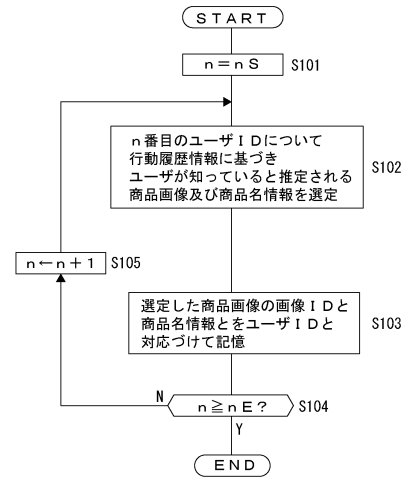 ＳＴＡＲＴ
ｎ＝ｎＳ S101
ｎ番目のユーザＩＤについて
行動履歴情報に基づき
ユーザが知っていると推定される
商品画像及び商品名情報を選定
S102
ｎ←ｎ＋１ S105
選定した商品画像の画像ＩＤと
商品名情報とをユーザＩＤと
対応づけて記憶
S103
ｎ≧ｎＥ？ S104
N
Y
ＥＮＤ